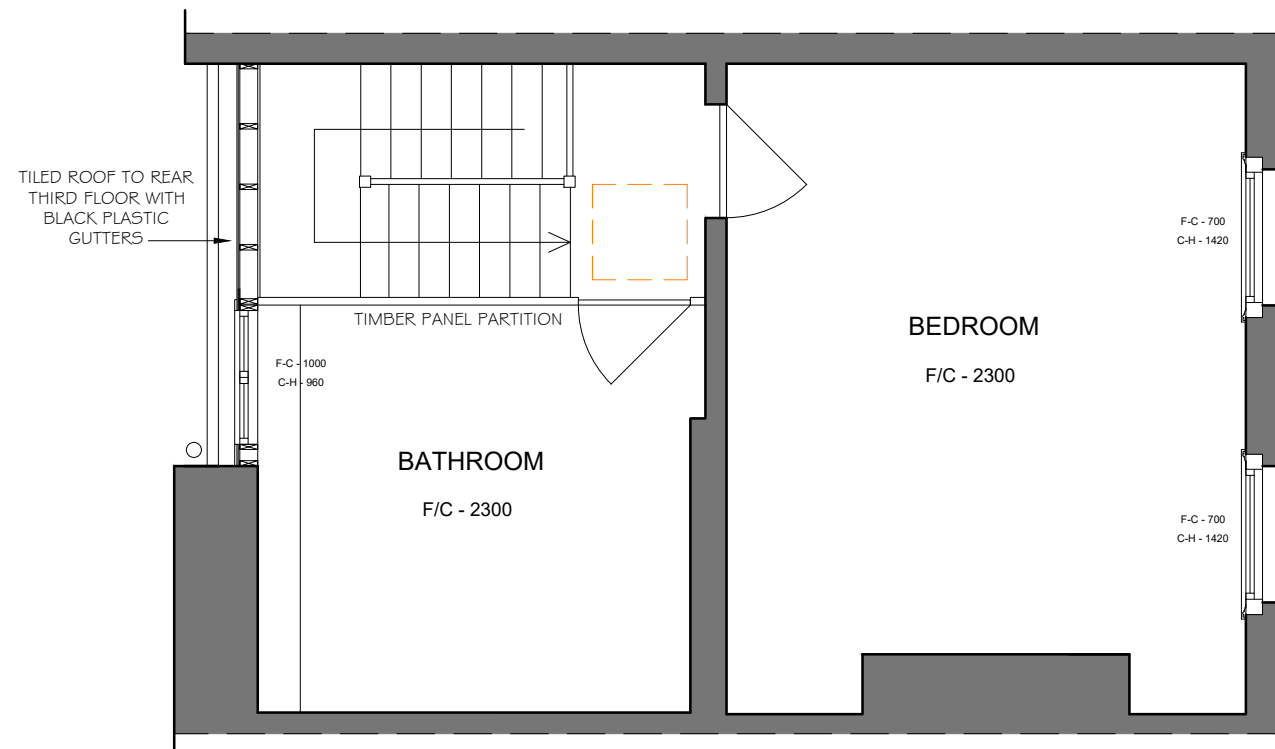 TILED ROOF TO REAR
THIRD FLOOR WITH
BLACK PLASTIC
GUTTERS
TIMBER PANEL PARTITION
F-C - 1000
C-H - 960
BATHROOM
F/C - 2300
BEDROOM
F/C - 2300
F-C - 700
C-H - 1420
F-C - 700
C-H - 1420